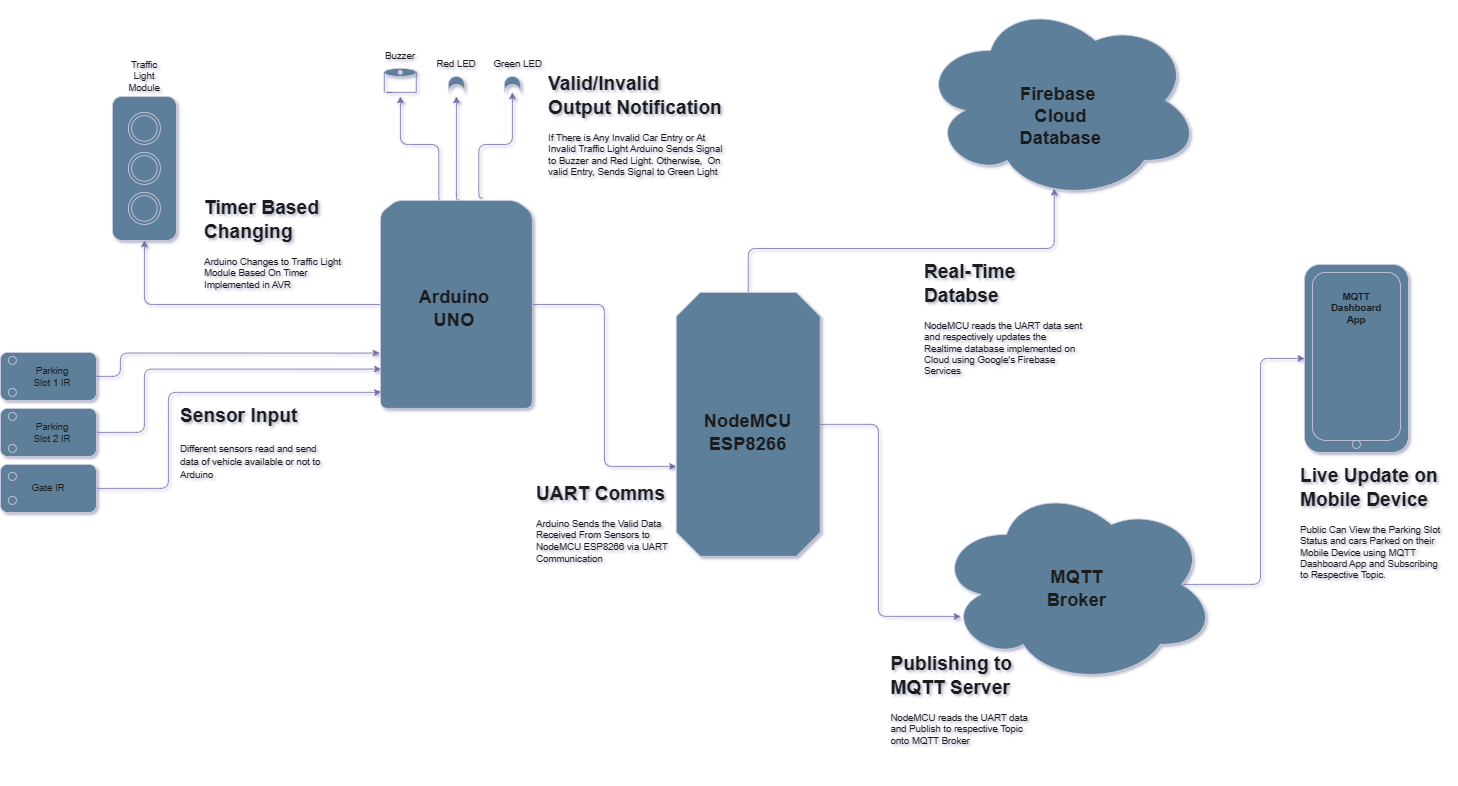 Traffic
Light
Module
Buzzer
Red LED
Green LED
Valid/Invalid
Output Notification
If There is Any Invalid Car Entry or At
Invalid Traffic Light Arduino Sends Signal
to Buzzer and Red Light. Otherwise, On
valid Entry, Sends Signal to Green Light
Firebase
Cloud
Database
Timer Based
Changing
Arduino Changes to Traffic Light
Module Based On Timer
Implemented in AVR
Arduino
UNO
Real-Time
Databse
NodeMCU reads the UART data sent
and respectively updates the
Realtime database implemented on
Cloud using Google's Firebase
Services
MQTT
Dashboard
App
Parking
Slot 1 IR
Parking
Slot 2 IR
Gate IR
Sensor Input
Different sensors read and send
data of vehicle available or not to
Arduino
NodeMCU
ESP8266
UART Comms
Arduino Sends the Valid Data
Received From Sensors to
NodeMCU ESP8266 via UART
Communication
Live Update on
Mobile Device
Public Can View the Parking Slot
Status and cars Parked on their
Mobile Device using MQTT
Dashboard App and Subscribing
to Respective Topic.
MQTT
Broker
Publishing to
MQTT Server
NodeMCU reads the UART data
and Publish to respective Topic
onto MQTT Broker